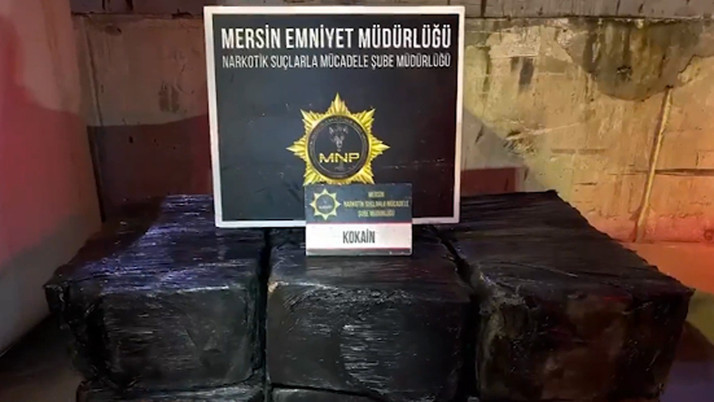 MERSİN EMNİYET MÜDÜRLÜĞÜ
NARKOTİK SUÇLARLA MÜCADELE ŞUBE MÜDÜRLÜĞÜ
MNP
MERSİN
NARKOTİK SUÇLARLA MÜCADELE
ŞUBE MÜDÜRLÜĞÜ
KOKAİN